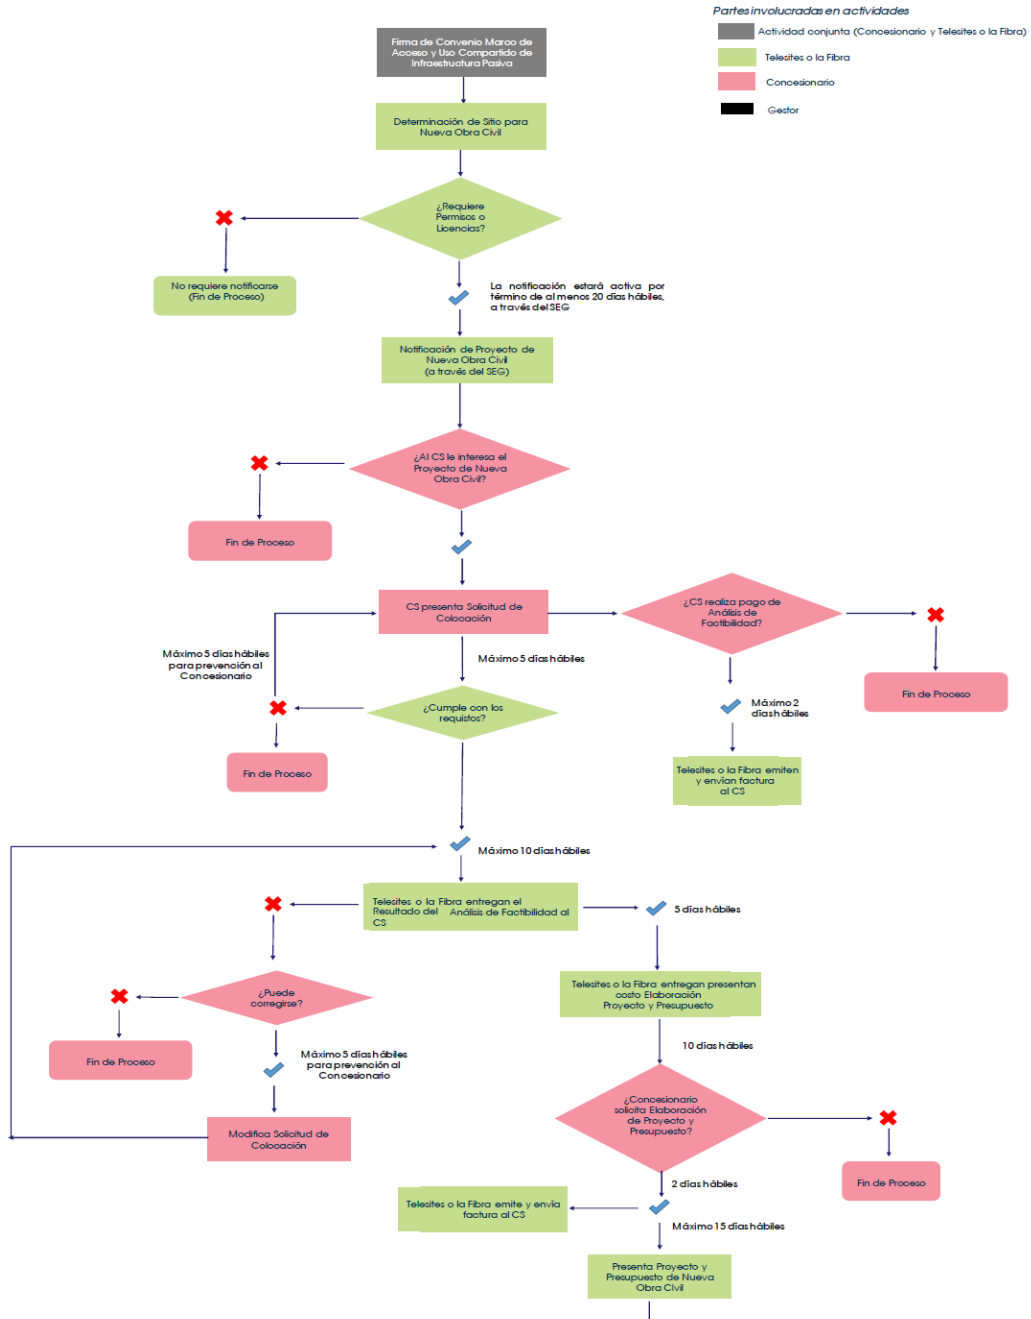 Partes involucradas en actividades
Actividad conjunta (Concesionario y Telesites o la Fibra)
Telesites o la Fibra
Concesionario
Gestor
Firma de Convenio Marco de
Acceso y Uso Compartido de
Infraestructura Pasiva
Determinación de Sitio para
Nueva Obra Civil
¿Requiere
Permisos o
Licencias?
No requiere notificarse
(Fin de Proceso)
La notificación estará activa por
término de al menos 20 días hábiles,
a través del SEG
Notificación de Proyecto de
Nueva Obra Civil
(a través del SEG)
¿Al CS le interesa el
Proyecto de Nueva
Obra Civil?
Fin de Proceso
CS presenta Solicitud de
Colocación
¿CS realiza pago de
Análisis de
Factibilidad?
Máximo 5 días hábiles
para prevención al
Concesionario
Máximo 5 días hábiles
Fin de Proceso
¿Cumple con los
requistos?
Máximo 2
días hábiles
Fin de Proceso
Telesites o la Fibra emiten
y envían factura
al CS
Máximo 10 días hábiles
Telesites o la Fibra entregan el
Resultado del Análisis de Factibilidad al
CS
5 días hábiles
¿Puede
corregirse?
Telesites o la Fibra entregan presentan
costo Elaboración
Proyecto y Presupuesto
Fin de Proceso
Máximo 5 días hábiles
para prevención al
Concesionario
10 días hábiles
¿Concesionario
solicita Elaboración
de Proyecto y
Presupuesto?
Modifica Solicitud de
Colocación
Fin de Proceso
2 días hábiles
Telesites o la Fibra emite y envía
factura al CS
Máximo 15 días hábiles
Presenta Proyecto y
Presupuesto de Nueva
Obra Civil